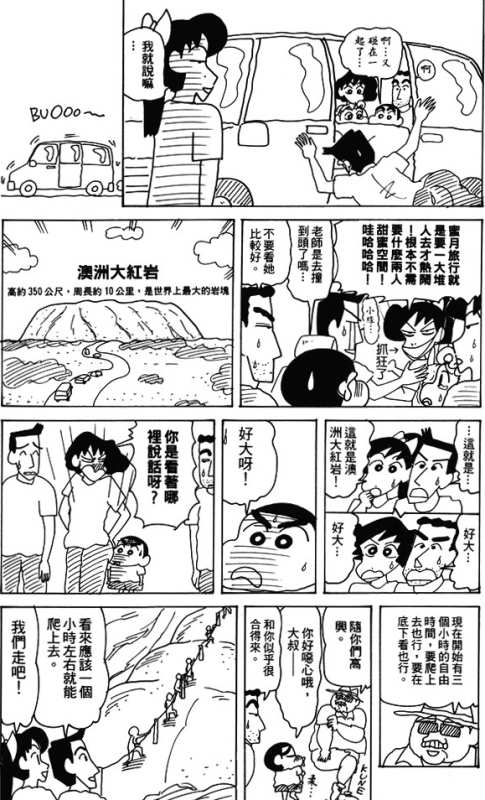 啊…又
碰在一
起了…
啊
我就說嘛
…
BUOOO~
蜜月旅行就
是要一大堆
人去才熱鬧
!根本不需
要什麼兩人
甜蜜空間!
哇哈哈哈!
小咪…
抓狂了
老師是去撞
到頭了嗎…
不要看她
比較好。
澳洲大紅岩
高約350公尺,周長約10公里,是世界上最大的岩塊
…這就是…
…這就是澳
洲大紅岩!
好大…
好大…
好大呀!
你是看著哪
裡說話呀?
現在開始有三
個小時的自由
時間,要爬上
去也行,要在
底下看也行。
隨你們高
興。
你好噁心哦,
大叔——
和你似乎很
合得來。
KUNE
看來應該一個
小時左右就能
爬上去。
我們走吧!